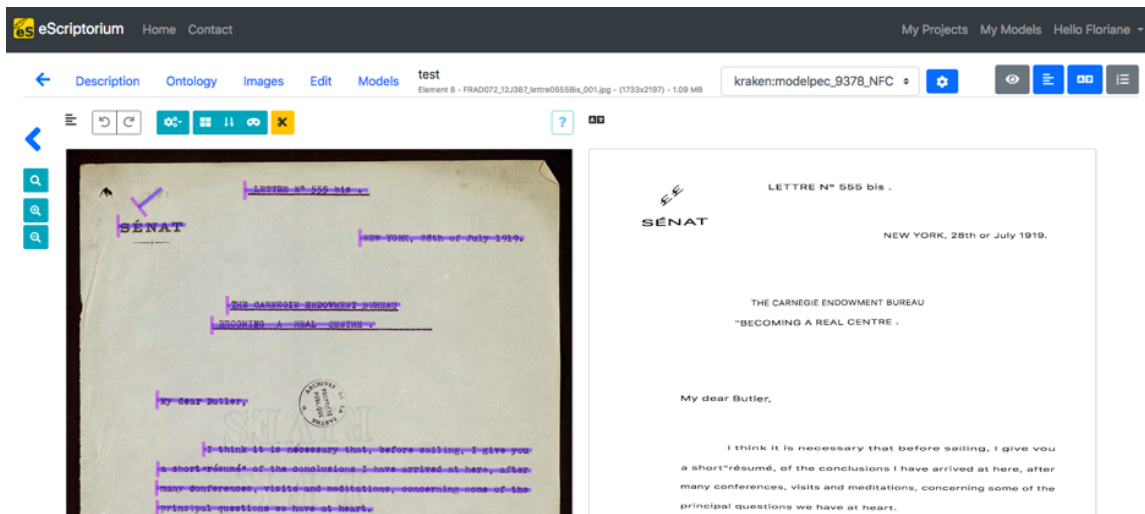 eScriptorium Home Contact My Projects My Models Hello Floriane
Description Ontology Images Edit Models test kraken:modelpec_9378_NFC
Element 8 - FRAD072_12J387_lettre0555Bis_001.jpg - (1733x2197) - 1.09 MB
LETTRE Nº 555 bis .
SÉNAT
NEW YORK, 28th of July 1919.
THE CARNEGIE ENDOWMENT BUREAU
BECOMING A REAL CENTRE .
My dear Butler,
ARCHIVES DE LA SARTHE
I think it is necessary that, before sailing, I give you
a short "résumé" of the conclusions I have arrived at here, after
many conferences, visits and meditations, concerning some of the
principal questions we have at heart.
££
LETTRE N° 555 bis .
SÉNAT
NEW YORK, 28th or July 1919.
THE CARNEGIE ENDOWMENT BUREAU
"BECOMING A REAL CENTRE .
My dear Butler,
I think it is necessary that before sailing, I give vou
a short"résumé, of the conclusions I have arrived at here, after
many conferences, visits and meditations, concerning some of the
principal questions we have at heart.